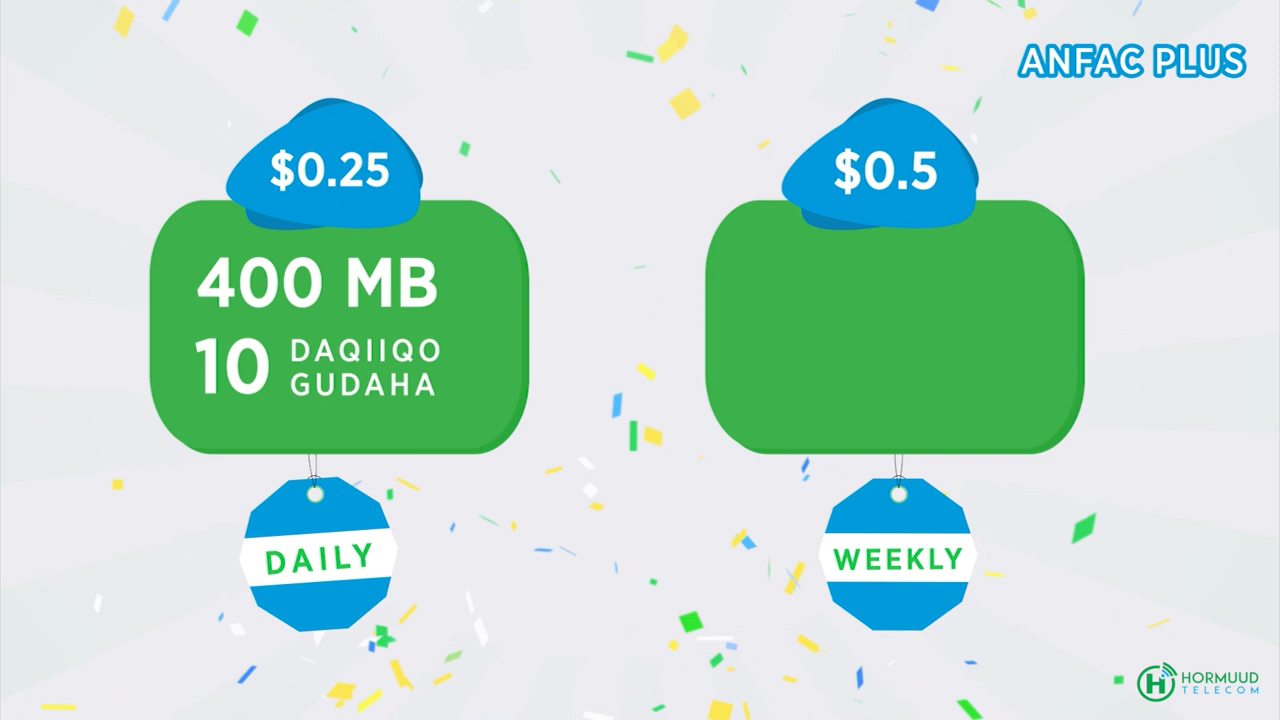 ANFAC PLUS
$0.25
400 MB
10 DAQIIQO
GUDAHA
DAILY
$0.5
WEEKLY
HORMUUD
TELECOM